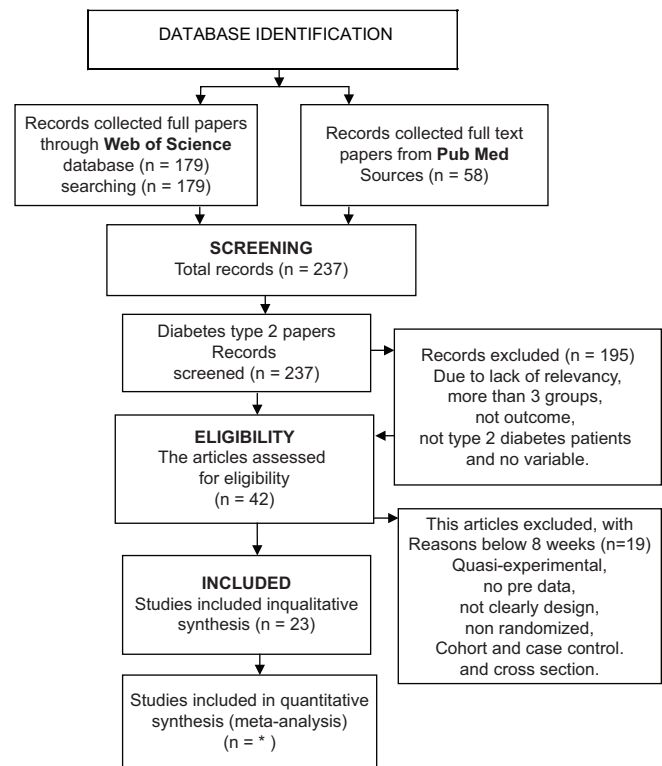 DATABASE IDENTIFICATION
Records collected full papers
through Web of Science
database (n = 179)
searching (n = 179)
Records collected full text
papers from Pub Med
Sources (n = 58)
SCREENING
Total records (n = 237)
Diabetes type 2 papers
Records
screened (n = 237)
Records excluded (n = 195)
Due to lack of relevancy,
more than 3 groups,
not outcome,
not type 2 diabetes patients
and no variable.
ELIGIBILITY
The articles assessed
for eligibility
(n = 42)
This articles excluded, with
Reasons below 8 weeks (n=19)
Quasi-experimental,
no pre data,
not clearly design,
non randomized,
Cohort and case control.
and cross section.
INCLUDED
Studies included inqualitative
synthesis (n = 23)
Studies included in quantitative
synthesis (meta-analysis)
(n = * )